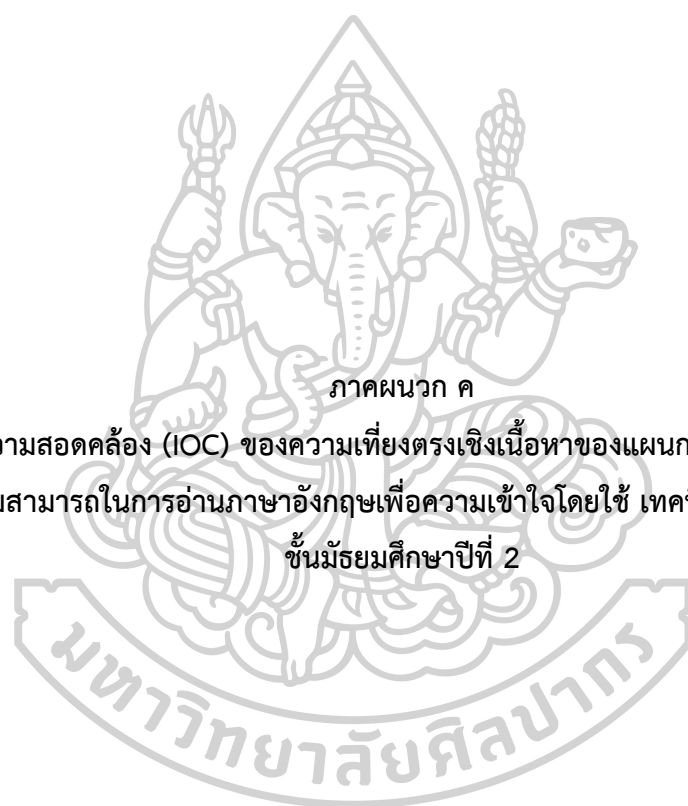 ภาคผนวก ค
วามสอดคล้อง (IOC) ของความเที่ยงตรงเชิงเนื้อหาของแผนก
มสามารถในการอ่านภาษาอังกฤษเพื่อความเข้าใจโดยใช้ เทค
ชั้นมัธยมศึกษาปีที่ 2
มหาวิทยาลัยศิลปากร